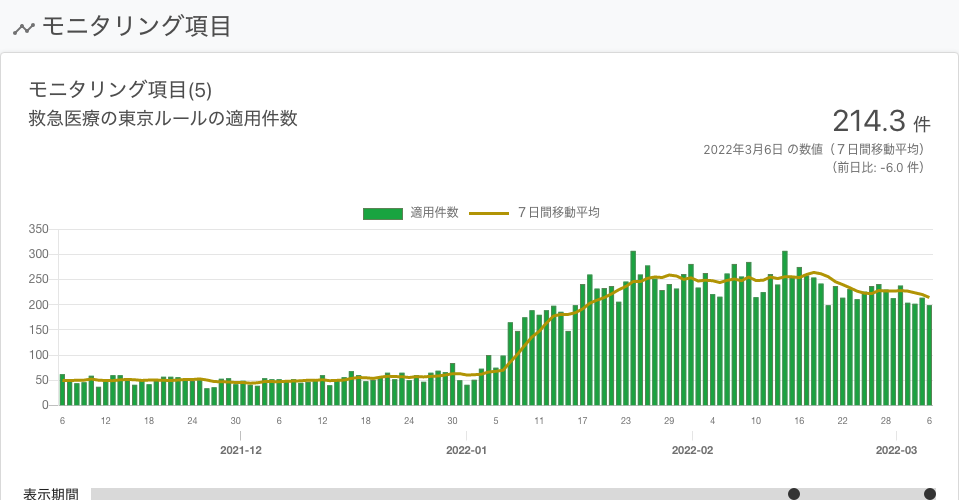 モニタリング項目
モニタリング項目(5)
救急医療の東京ルールの適用件数
214.3 件
2022年3月6日 の数値（７日間移動平均）
（前日比: -6.0 件）
適用件数 ７日間移動平均
350
300
250
200
150
100
50
0
6 12 18 24 30 6 12 18 24 30 5 11 17 23 29 4 10 16 22 28 6
2021-12 2022-01 2022-02 2022-03
表示期間